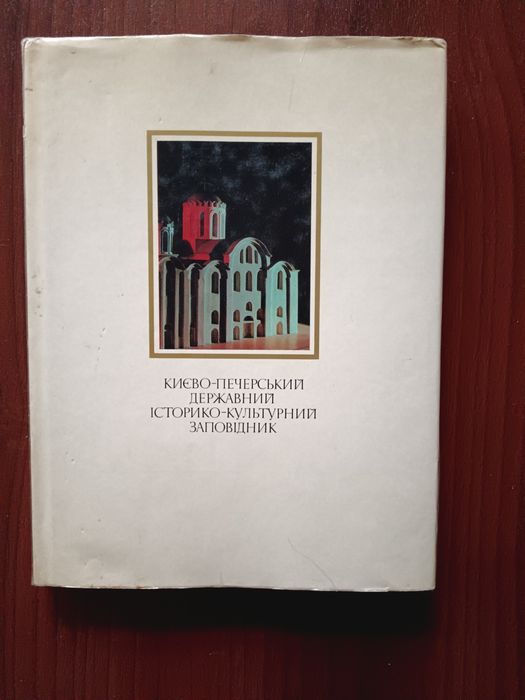 КИЄВО-ПЕЧЕРСЬКИЙ
ДЕРЖАВНИЙ
ІСТОРИКО-КУЛЬТУРНИЙ
ЗАПОВІДНИК